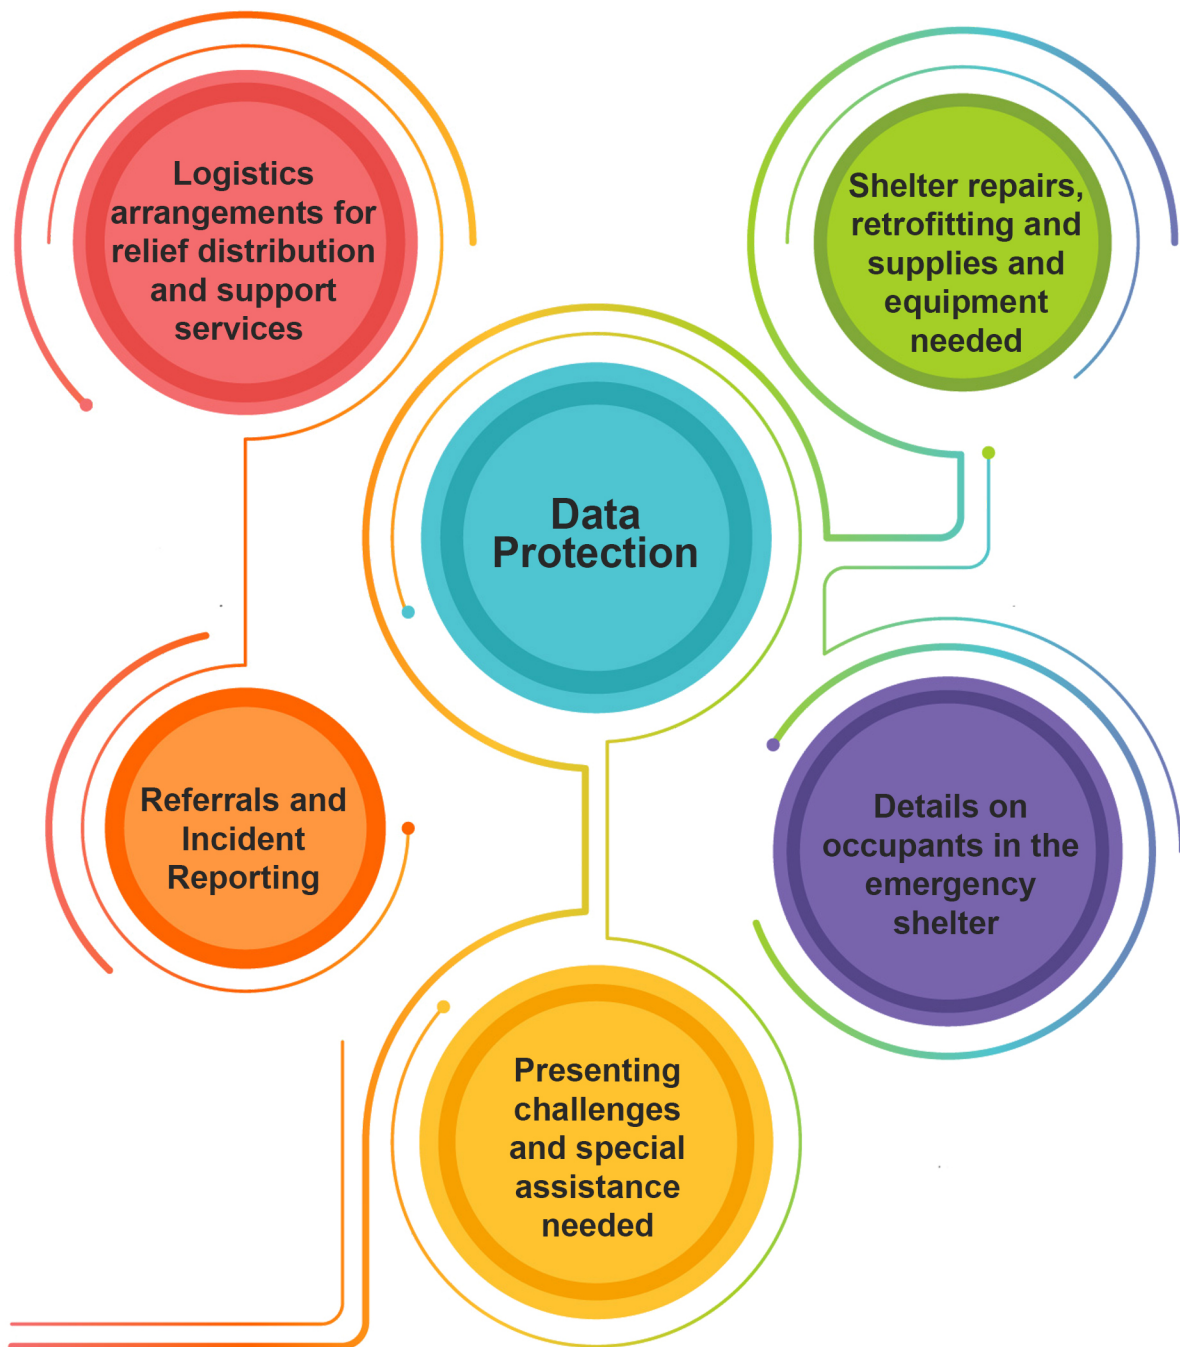 Logistics
arrangements for
relief distribution
and support
services
Shelter repairs,
retrofitting and
supplies and
equipment
needed
Data
Protection
Referrals and
Incident
Reporting
Details on
occupants in the
emergency
shelter
Presenting
challenges
and special
assistance
needed